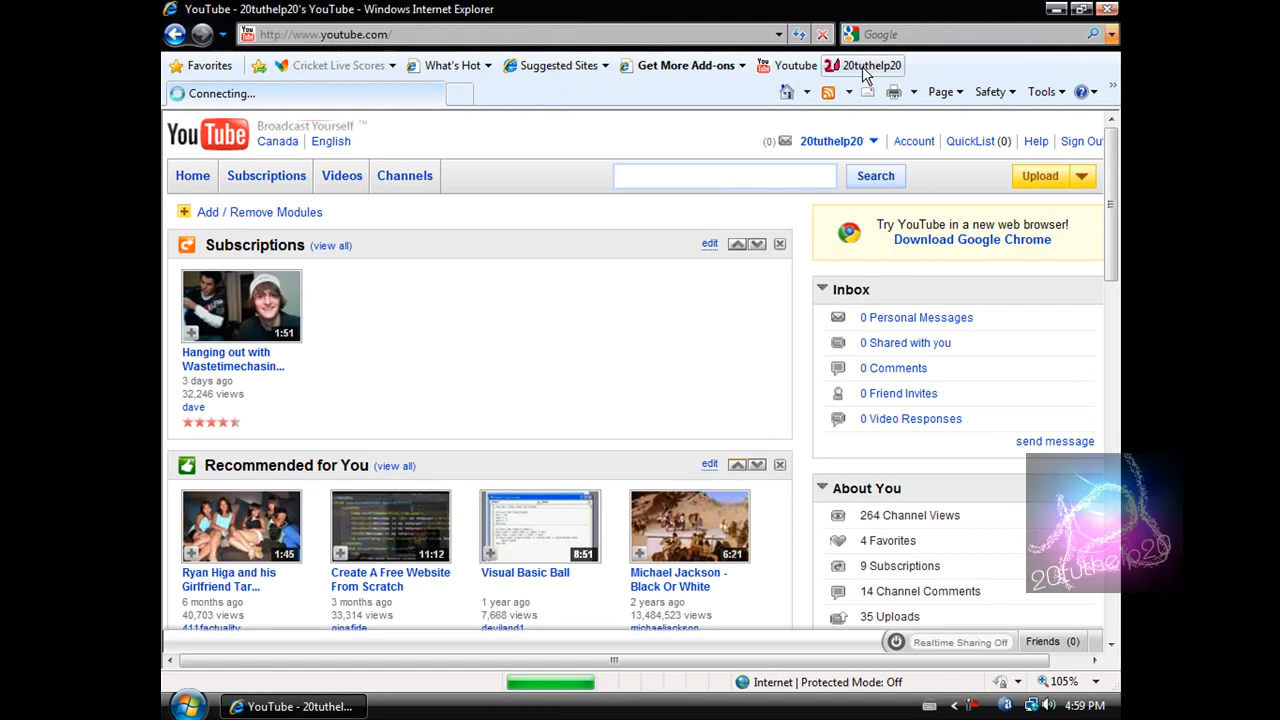 YouTube - 20tuthelp20's YouTube - Windows Internet Explorer
http://www.youtube.com/
Google
Favorites
Cricket Live Scores
What's Hot
Suggested Sites
Get More Add-ons
Youtube
20tuthelp20
Connecting...
Page
Safety
Tools
YouTube
Broadcast Yourself ™
Canada
English
(0)
20tuthelp20
Account
QuickList (0)
Help
Sign Ou
Home
Subscriptions
Videos
Channels
Search
Upload
Add / Remove Modules
Subscriptions (view all)
edit
1:51
Hanging out with
Wastetimechasin...
3 days ago
32,246 views
dave
Recommended for You (view all)
edit
1:45
Ryan Higa and his
Girlfriend Tar...
6 months ago
40,703 views
411factuality
11:12
Create A Free Website
From Scratch
3 months ago
33,314 views
gigafide
8:51
Visual Basic Ball
1 year ago
7,668 views
deviland1
6:21
Michael Jackson -
Black Or White
2 years ago
13,484,523 views
michaeljackson
Try YouTube in a new web browser!
Download Google Chrome
Inbox
0 Personal Messages
0 Shared with you
0 Comments
0 Friend Invites
0 Video Responses
send message
About You
264 Channel Views
4 Favorites
9 Subscriptions
14 Channel Comments
35 Uploads
20tuthelp20
Realtime Sharing Off
Friends (0)
Internet | Protected Mode: Off
105%
YouTube - 20tuthel...
4:59 PM